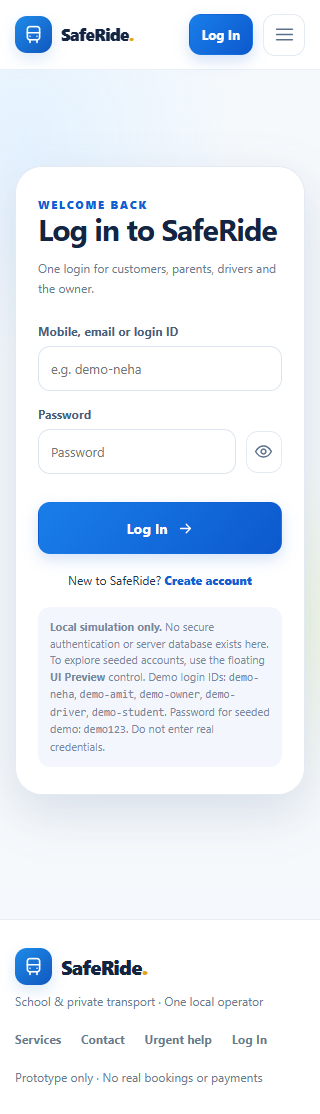 SafeRide.
Log In
WELCOME BACK
Log in to SafeRide
One login for customers, parents, drivers and
the owner.
Mobile, email or login ID
e.g. demo-neha
Password
Password
Log In →
New to SafeRide? Create account
Local simulation only. No secure
authentication or server database exists here.
To explore seeded accounts, use the floating
UI Preview control. Demo login IDs: demo-
neha, demo-amit, demo-owner, demo-
driver, demo-student. Password for seeded
demo: demo123. Do not enter real
credentials.
SafeRide.
School & private transport · One local operator
Services Contact Urgent help Log In
Prototype only · No real bookings or payments